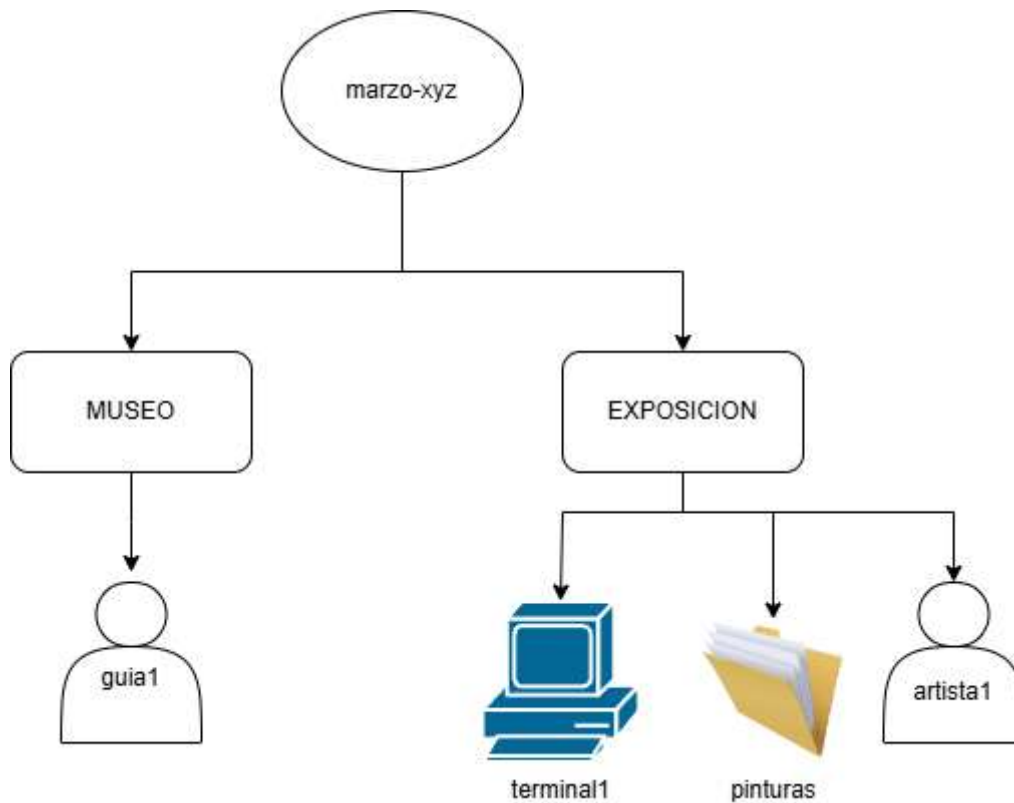 marzo-xyz
MUSEO
EXPOSICION
guia1
artista1
terminal1
pinturas